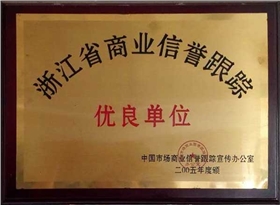 浙江省商业信誉跟踪
优良单位
中国市场商业信誉跟踪宣传办公室
二00五年度颁